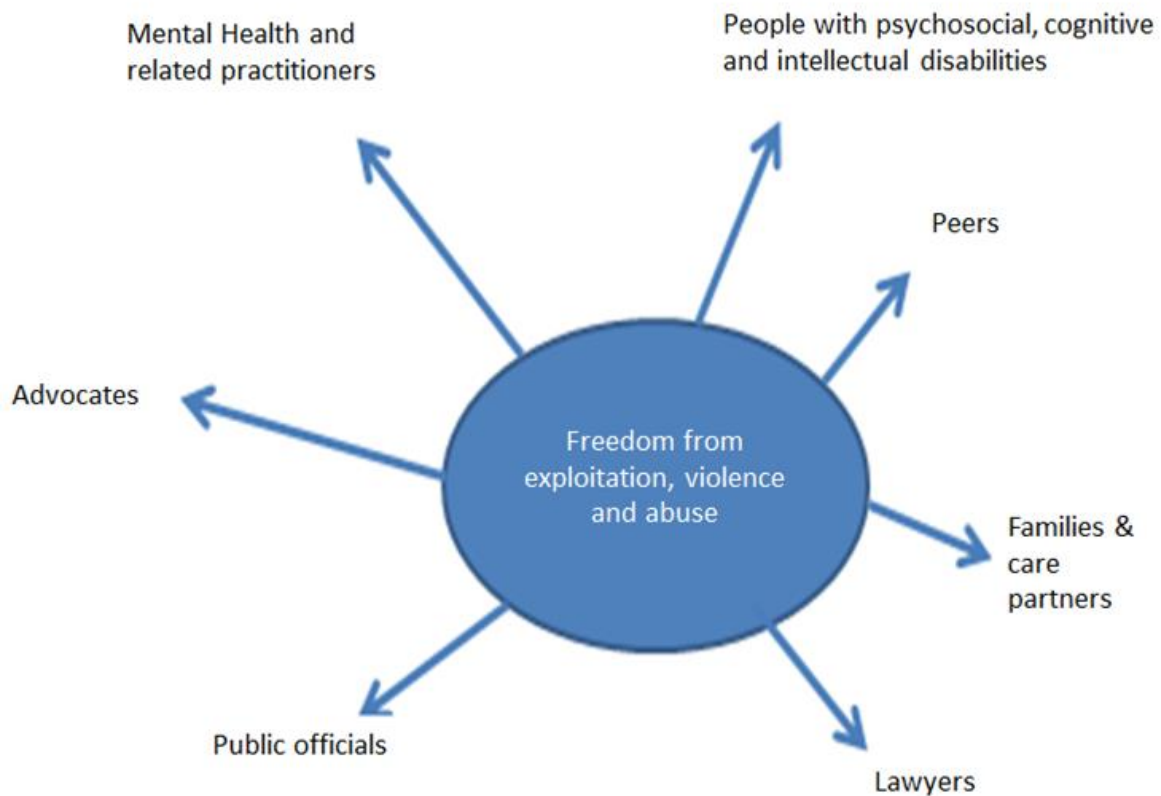 Mental Health and
related practitioners
People with psychosocial, cognitive
and intellectual disabilities
Peers
Advocates
Freedom from
exploitation, violence
and abuse
Families &
care
partners
Public officials
Lawyers